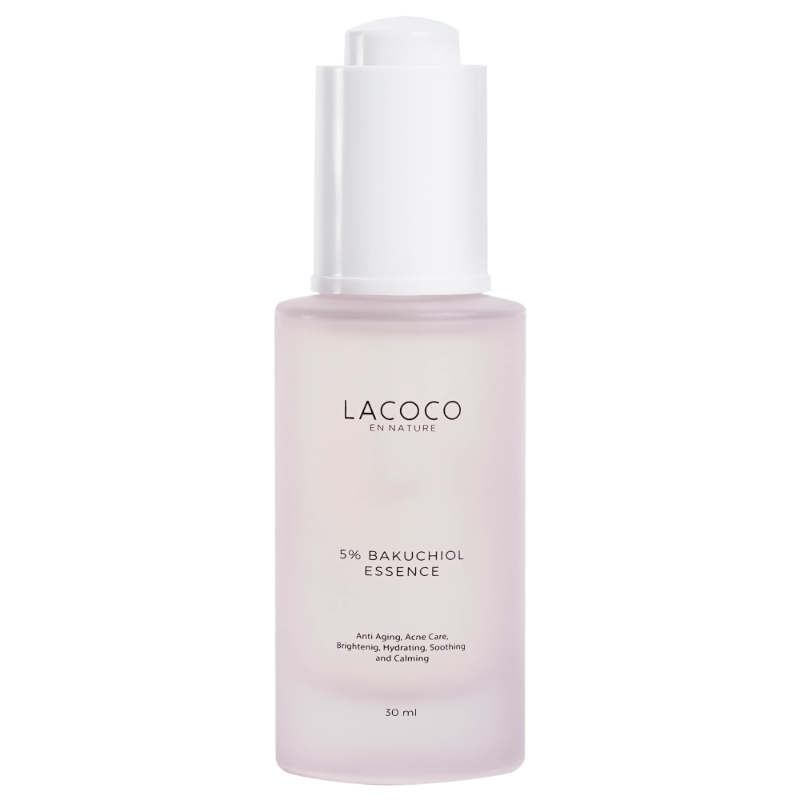 LACOCO
EN NATURE
5% BAKUCHIOL
ESSENCE
Anti Aging, Acne Care,
Brightenig, Hydrating, Soothing
and Calming
30 ml